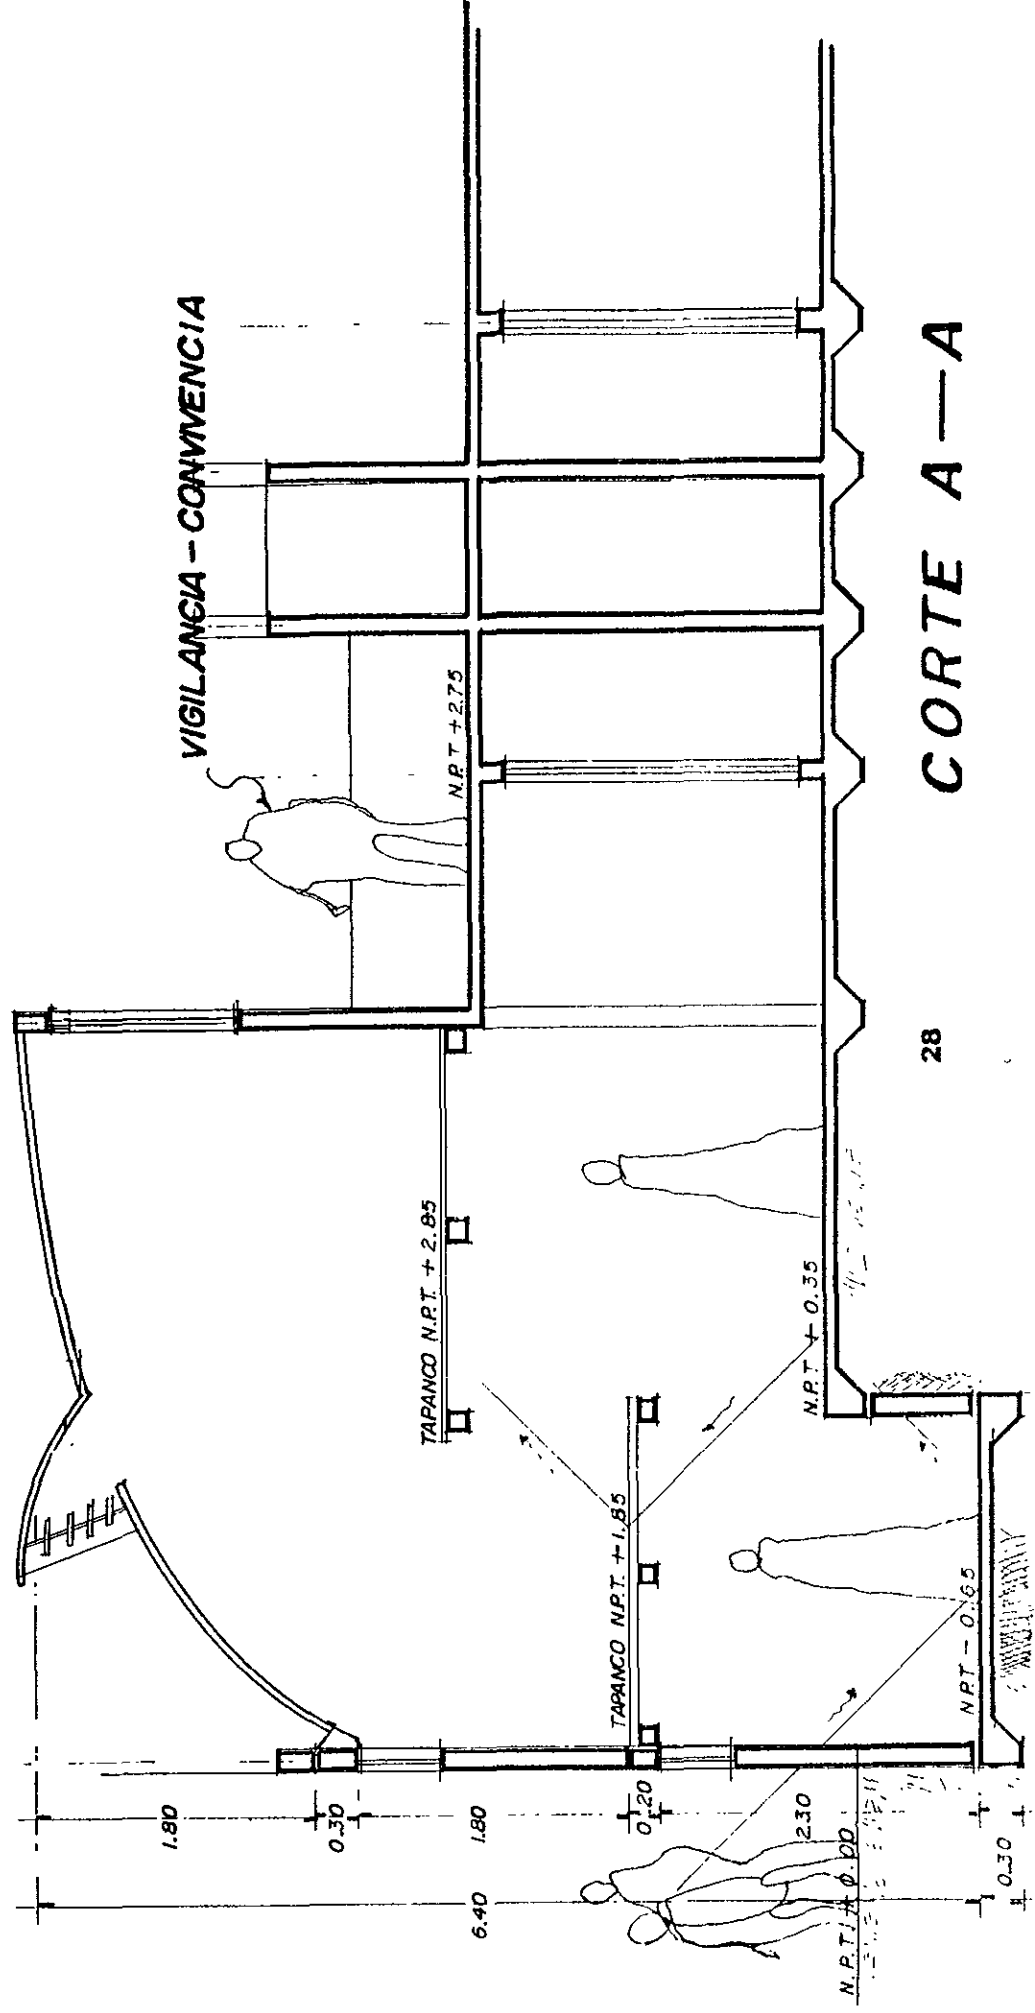 VIGILANCIA - CONVIVENCIA
N.P.T +2.75
TAPANCO N.P.T. +2.85
TAPANCO N.P.T. +1.85
N.P.T + 0.35
N.P.T - 0.65
N.P.T + 0.00
1.80
0.30
1.80
0.20
2.30
0.30
6.40
CORTE A—A
28